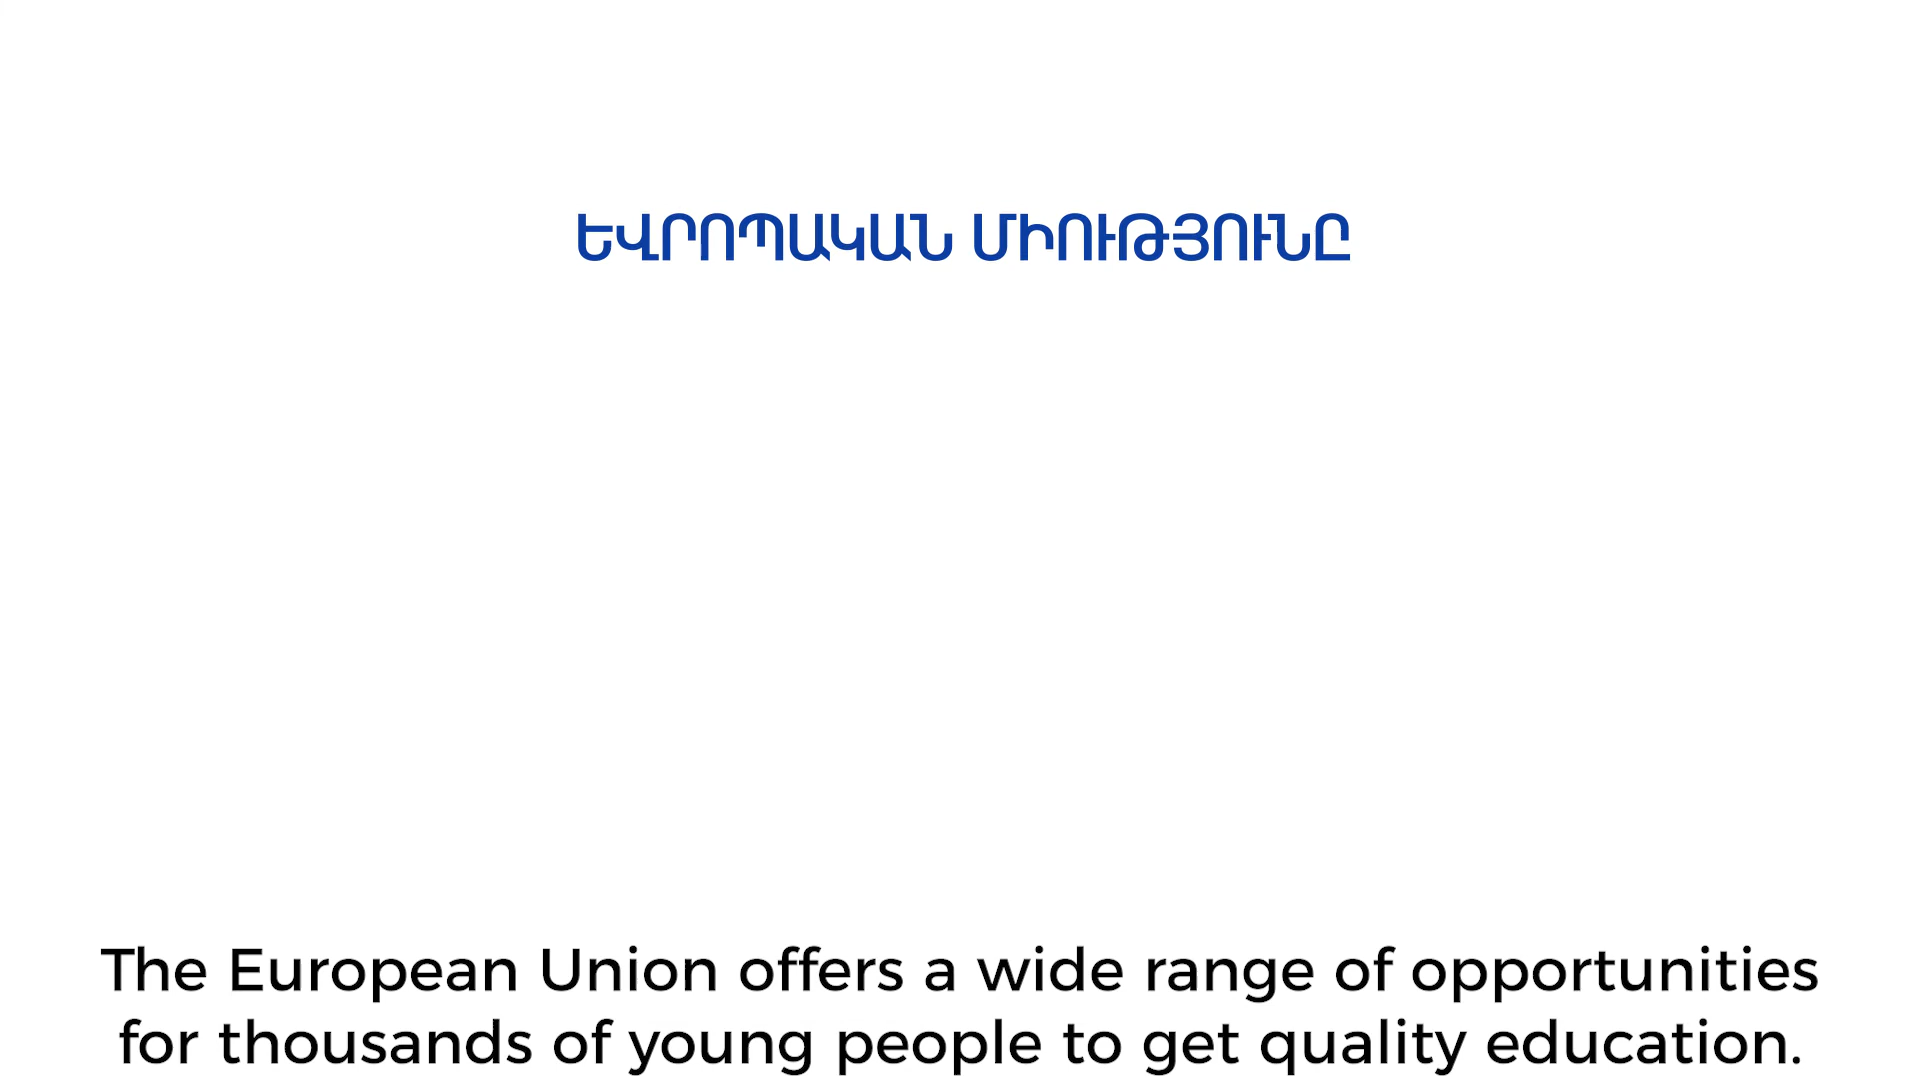 ԵՎՐՈՊԱԿԱՆ ՄԻՈՒԹՅՈՒՆԸ
The European Union offers a wide range of opportunities
for thousands of young people to get quality education.